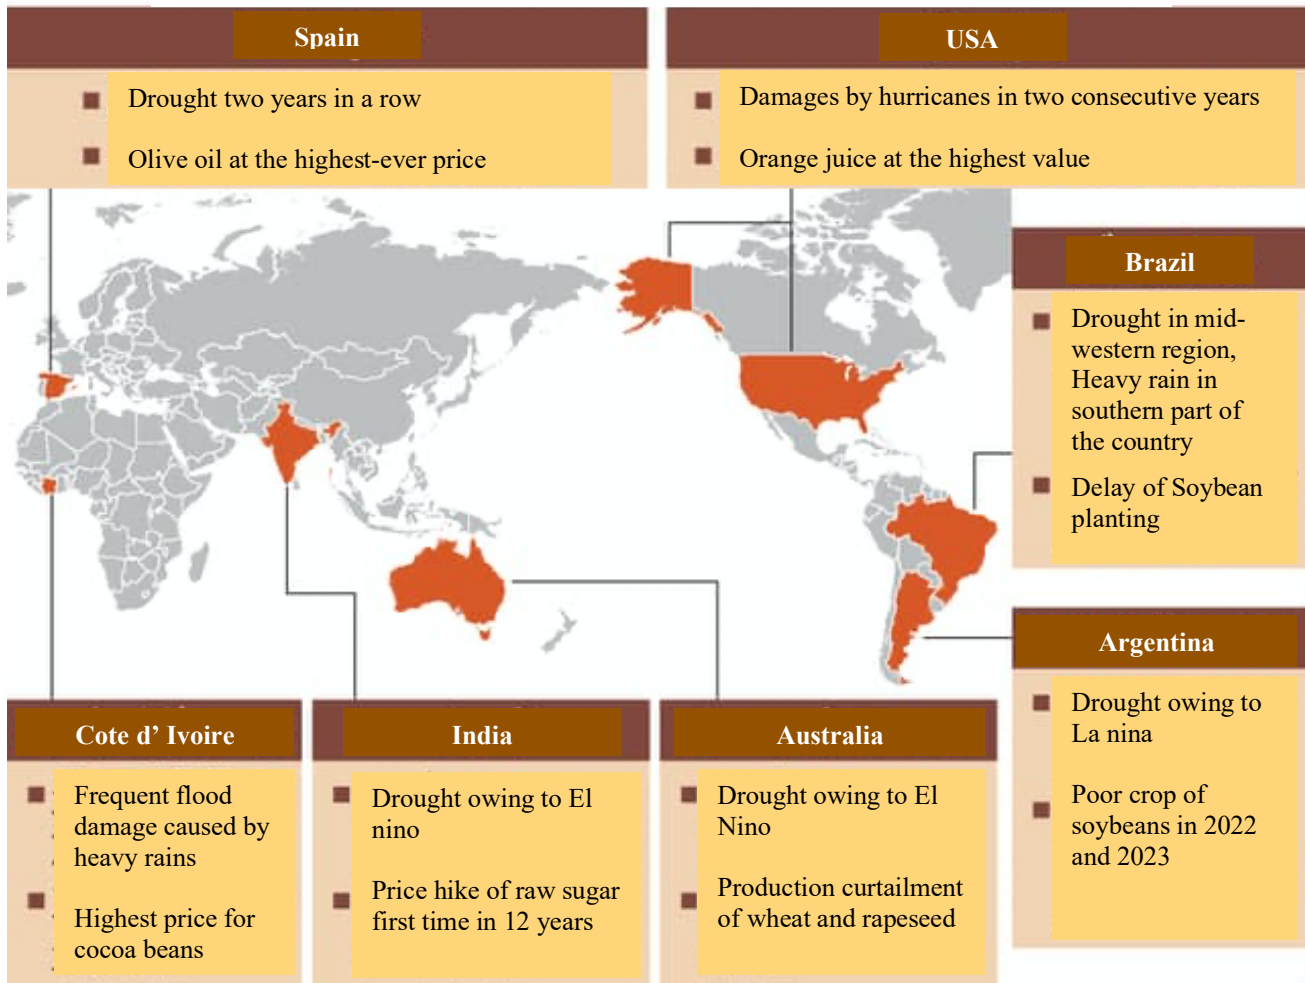 Spain
Drought two years in a row
Olive oil at the highest-ever price
USA
Damages by hurricanes in two consecutive years
Orange juice at the highest value
Brazil
Drought in mid-
western region,
Heavy rain in
southern part of
the country
Delay of Soybean
planting
Argentina
Drought owing to
La nina
Poor crop of
soybeans in 2022
and 2023
Cote d’ Ivoire
Frequent flood
damage caused by
heavy rains
Highest price for
cocoa beans
India
Drought owing to El
nino
Price hike of raw sugar
first time in 12 years
Australia
Drought owing to El
Nino
Production curtailment
of wheat and rapeseed